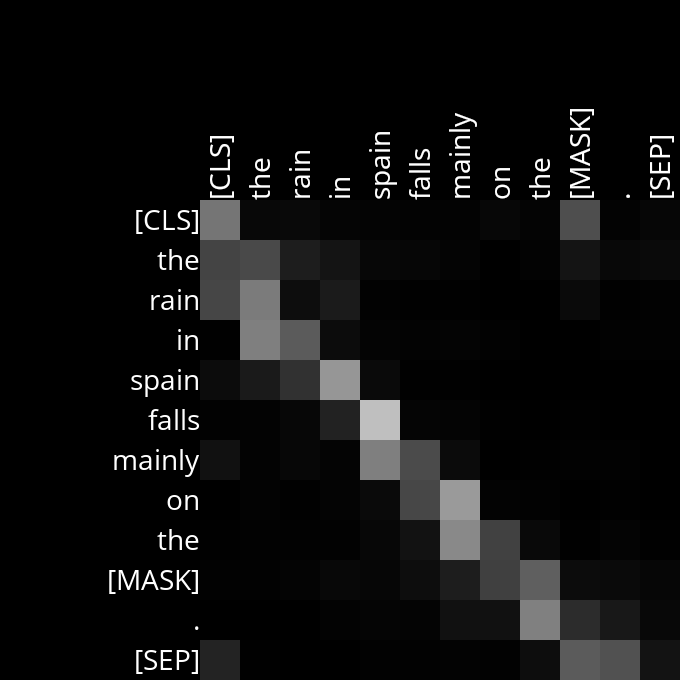 [CLS] the rain in spain falls mainly on the [MASK] . [SEP]
[CLS]
the
rain
in
spain
falls
mainly
on
the
[MASK]
.
[SEP]